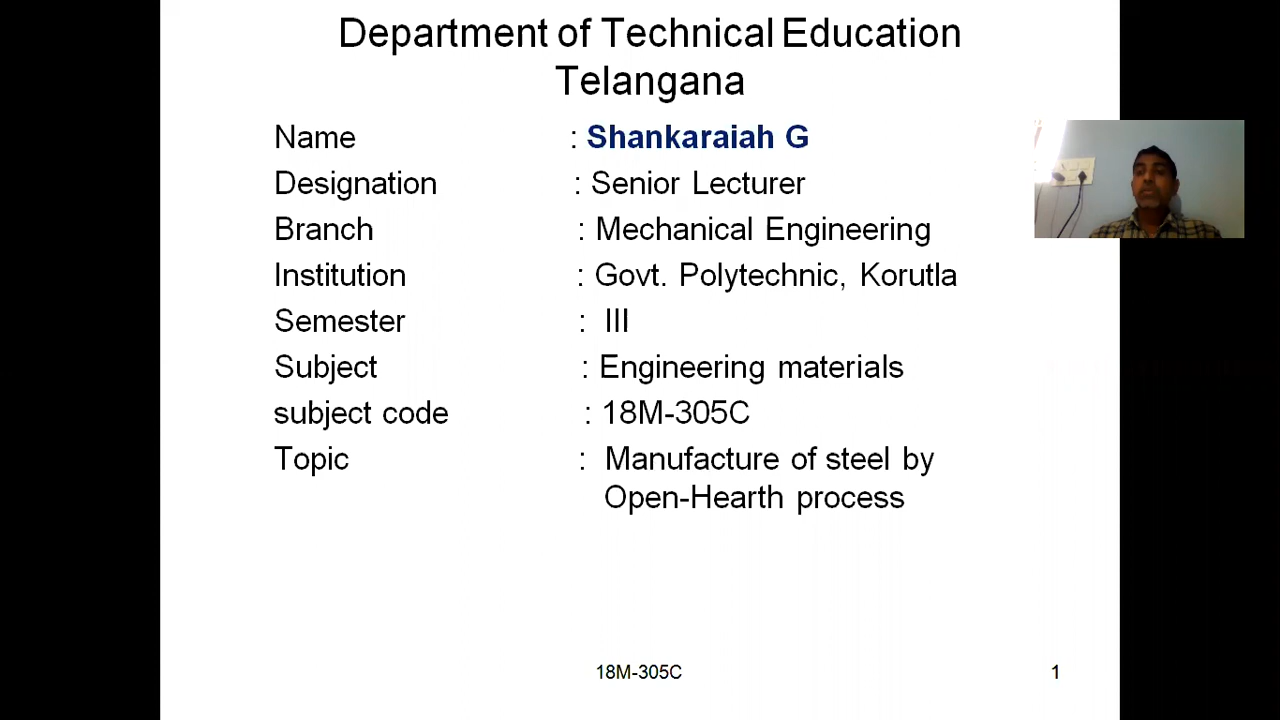 Department of Technical Education
Telangana
Name : Shankaraiah G
Designation : Senior Lecturer
Branch : Mechanical Engineering
Institution : Govt. Polytechnic, Korutla
Semester : III
Subject : Engineering materials
subject code : 18M-305C
Topic : Manufacture of steel by
Open-Hearth process
18M-305C 1